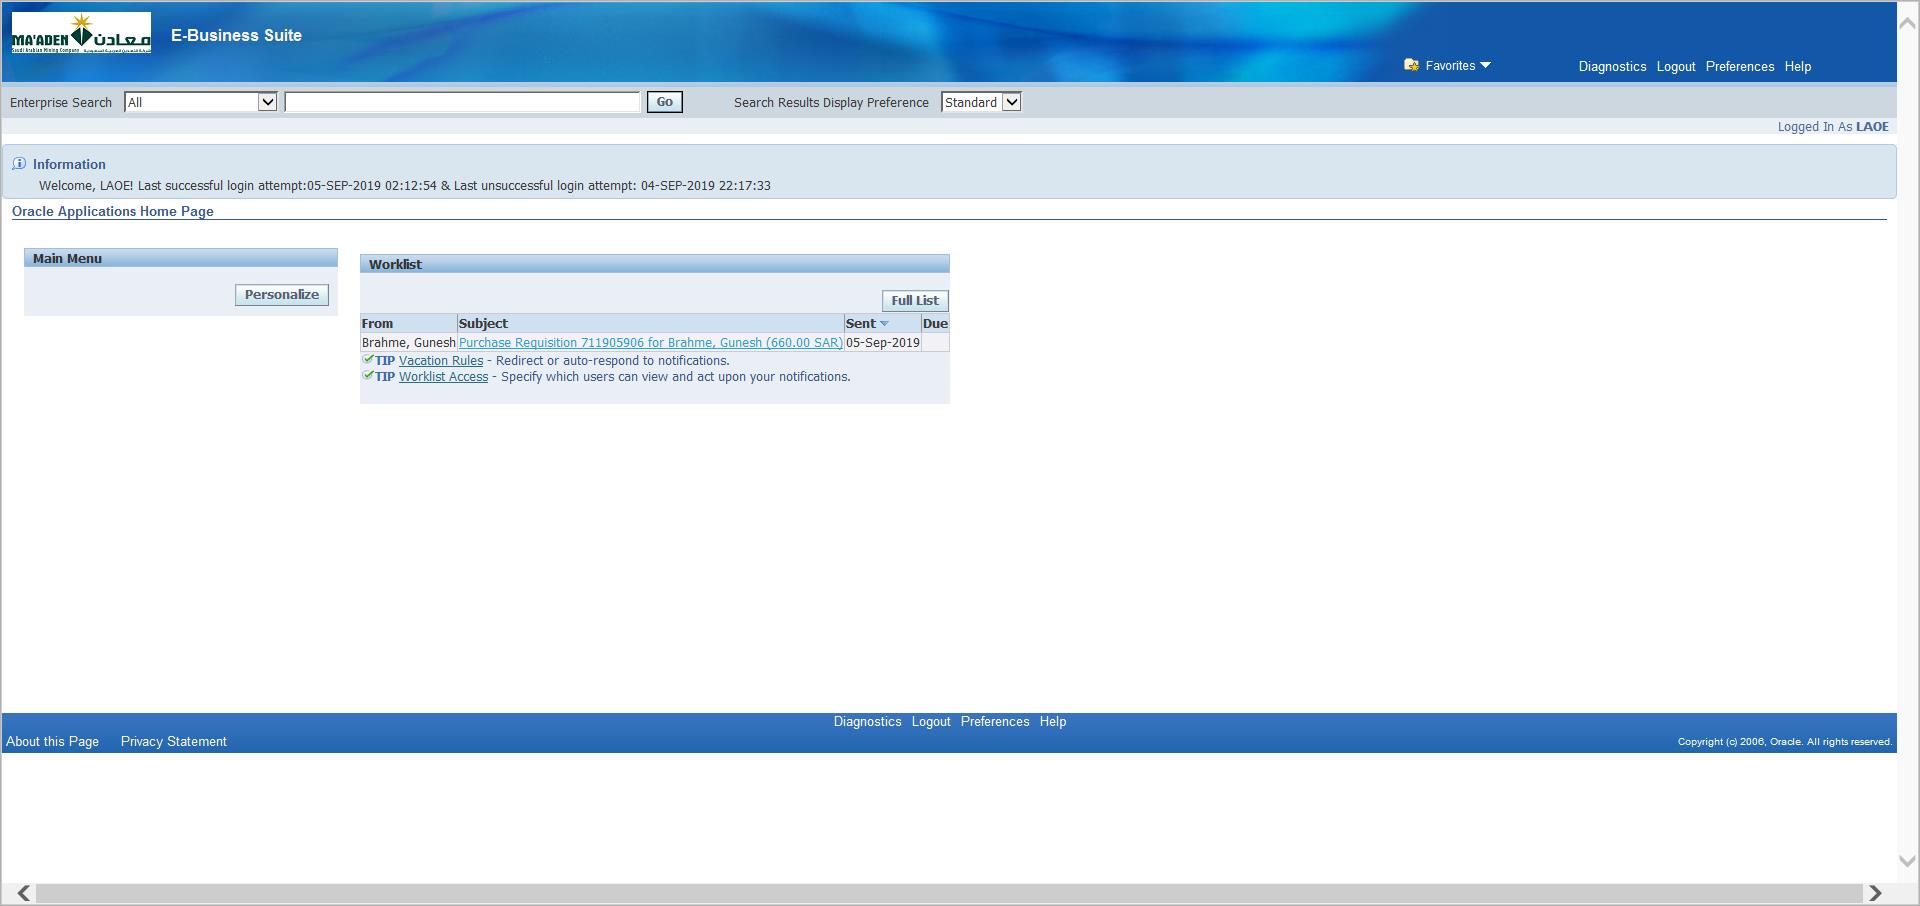 MA'ADEN معادن
Saudi Arabian Mining Company شركة التعدين العربية السعودية
E-Business Suite
Favorites
Diagnostics Logout Preferences Help
Enterprise Search All Go Search Results Display Preference Standard
Logged In As LAOE
Information
Welcome, LAOE! Last successful login attempt:05-SEP-2019 02:12:54 & Last unsuccessful login attempt: 04-SEP-2019 22:17:33
Oracle Applications Home Page
Main Menu
Personalize
Worklist
Full List
From Subject Sent Due
Brahme, Gunesh Purchase Requisition 711905906 for Brahme, Gunesh (660.00 SAR) 05-Sep-2019
TIP Vacation Rules - Redirect or auto-respond to notifications.
TIP Worklist Access - Specify which users can view and act upon your notifications.
Diagnostics Logout Preferences Help
About this Page Privacy Statement
Copyright (c) 2006, Oracle. All rights reserved.